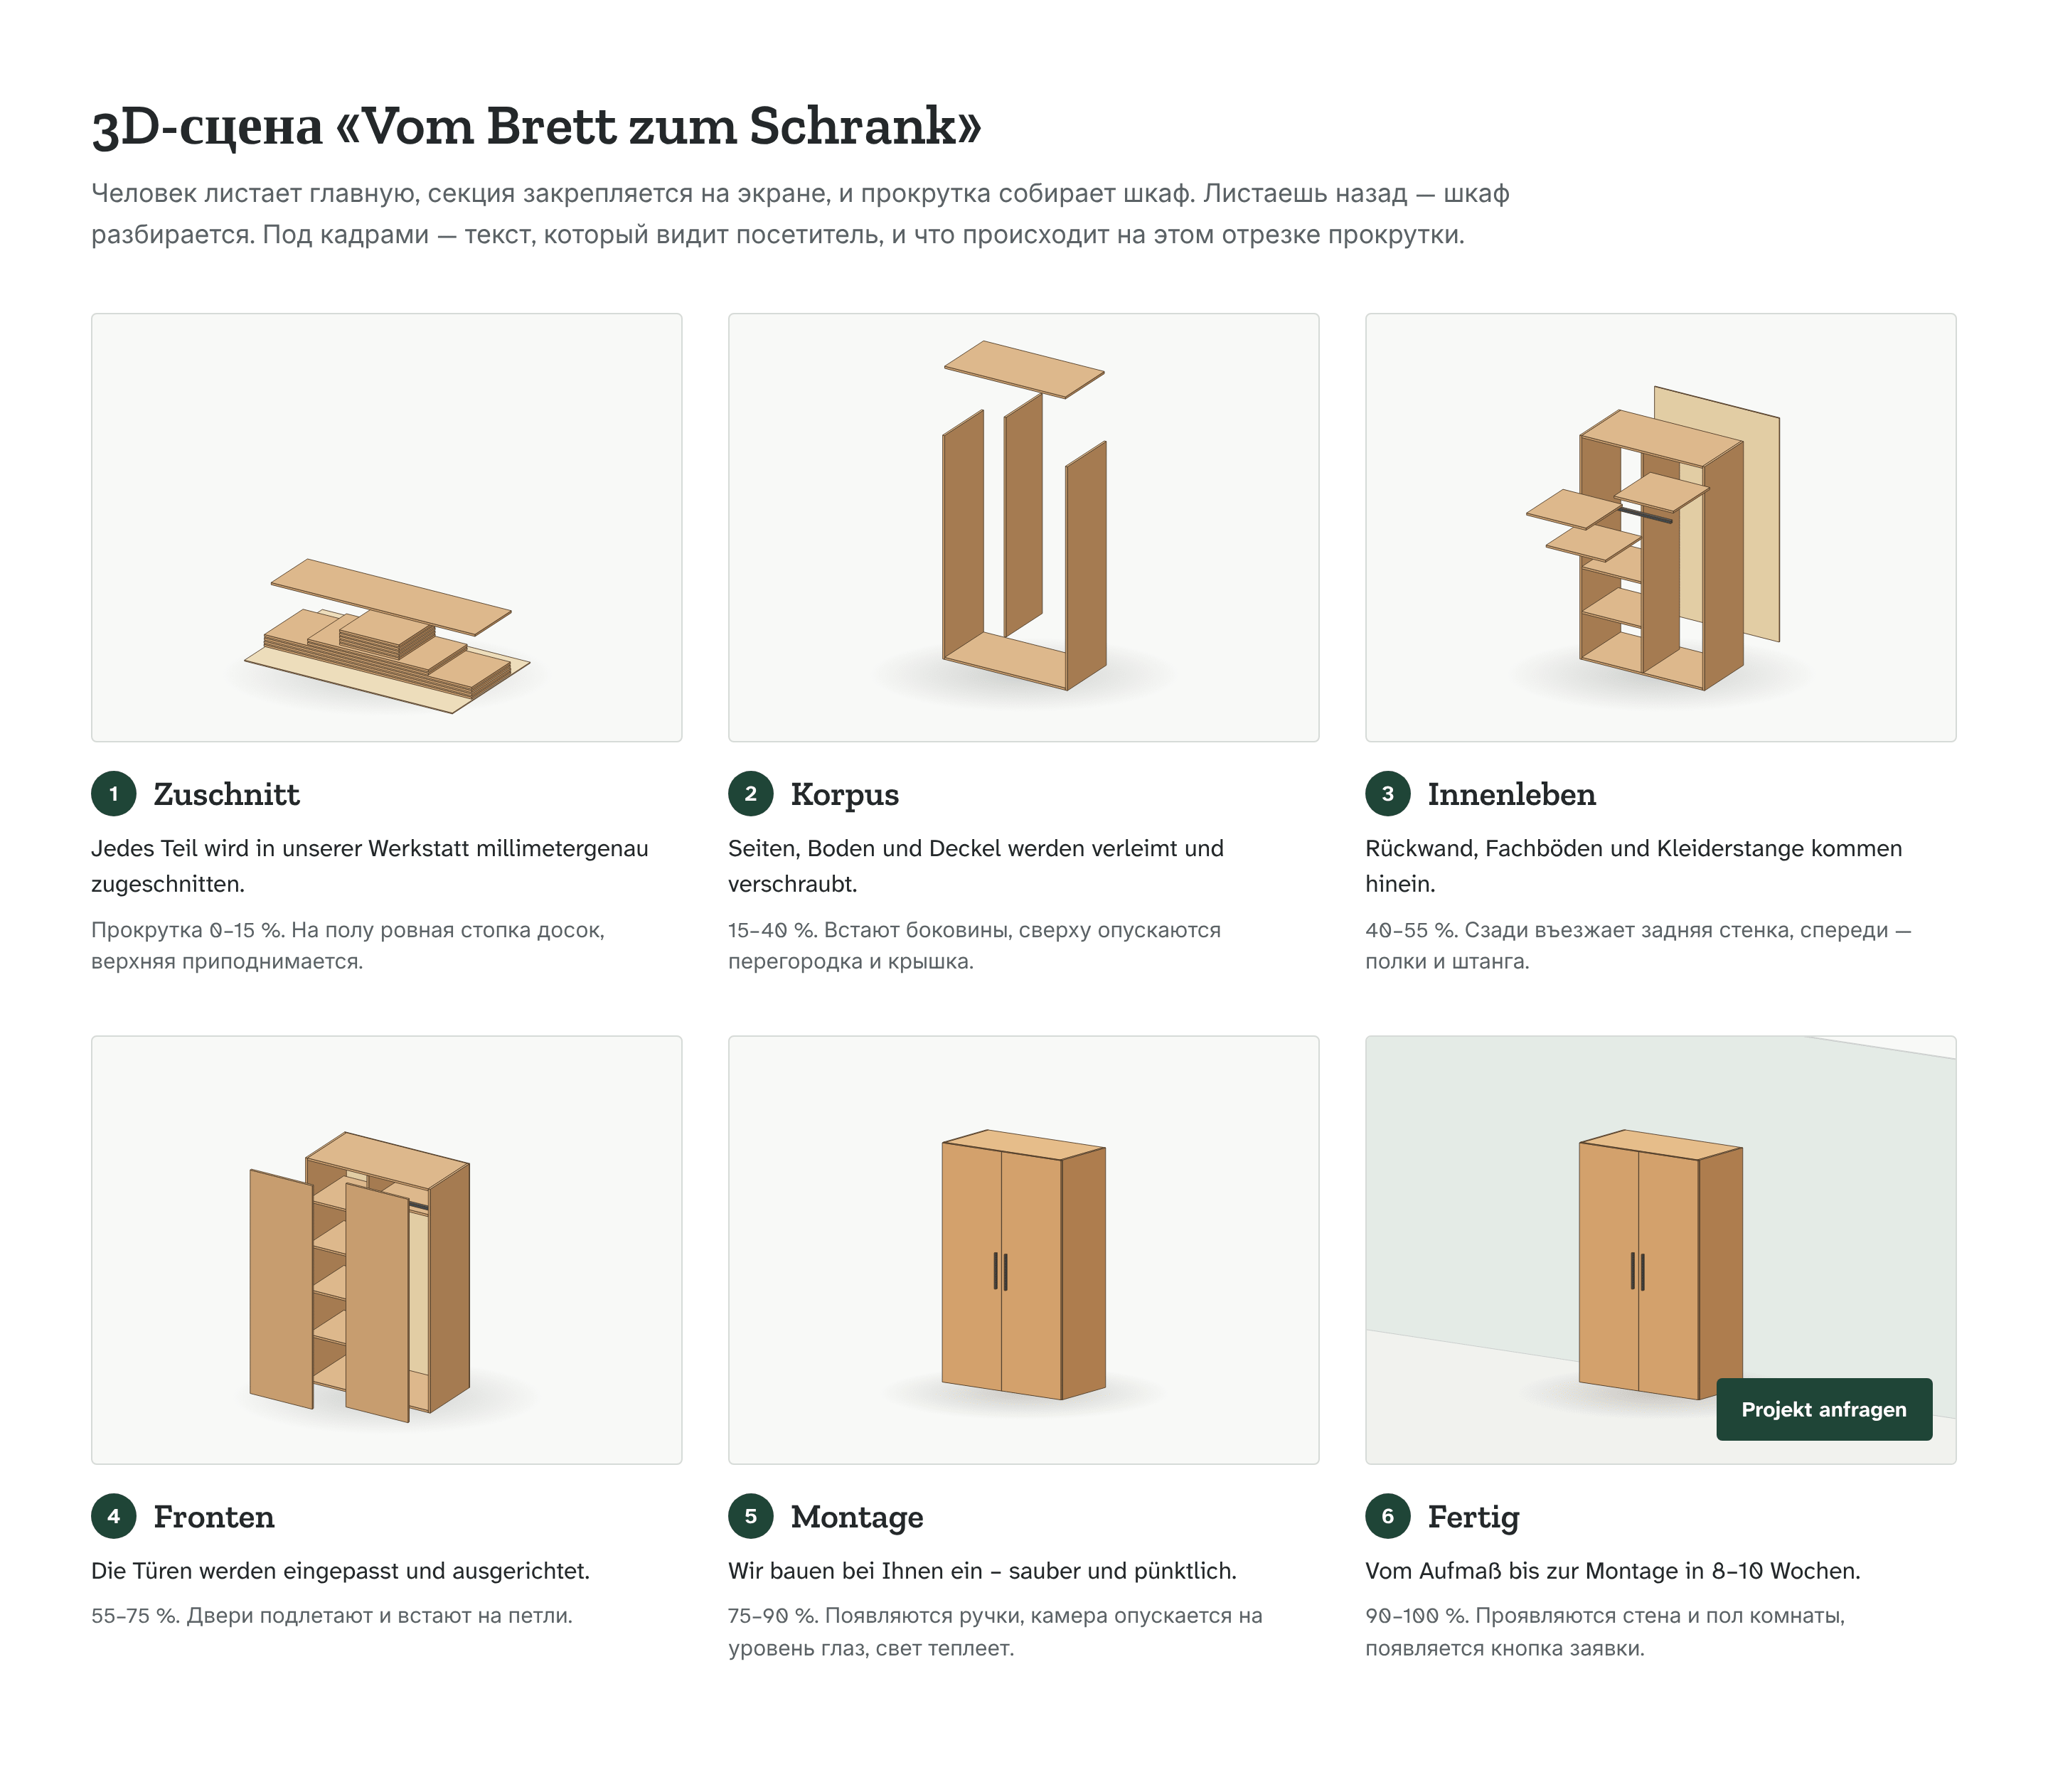 3D-сцена «Vom Brett zum Schrank»
Человек листает главную, секция закрепляется на экране, и прокрутка собирает шкаф. Листаешь назад — шкаф
разбирается. Под кадрами — текст, который видит посетитель, и что происходит на этом отрезке прокрутки.
1 Zuschnitt
Jedes Teil wird in unserer Werkstatt millimetergenau
zugeschnitten.
Прокрутка 0–15 %. На полу ровная стопка досок,
верхняя приподнимается.
2 Korpus
Seiten, Boden und Deckel werden verleimt und
verschraubt.
15–40 %. Встают боковины, сверху опускаются
перегородка и крышка.
3 Innenleben
Rückwand, Fachböden und Kleiderstange kommen
hinein.
40–55 %. Сзади въезжает задняя стенка, спереди —
полки и штанга.
Projekt anfragen
4 Fronten
Die Türen werden eingepasst und ausgerichtet.
55–75 %. Двери подлетают и встают на петли.
5 Montage
Wir bauen bei Ihnen ein – sauber und pünktlich.
75–90 %. Появляются ручки, камера опускается на
уровень глаз, свет теплеет.
6 Fertig
Vom Aufmaß bis zur Montage in 8–10 Wochen.
90–100 %. Проявляются стена и пол комнаты,
появляется кнопка заявки.